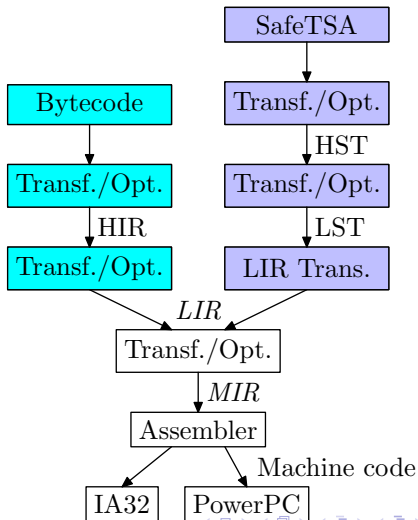 SafeTSA
Bytecode
Transf./Opt.
HST
Transf./Opt.
Transf./Opt.
HIR
LST
Transf./Opt.
LIR Trans.
LIR
Transf./Opt.
MIR
Assembler
Machine code
IA32
PowerPC